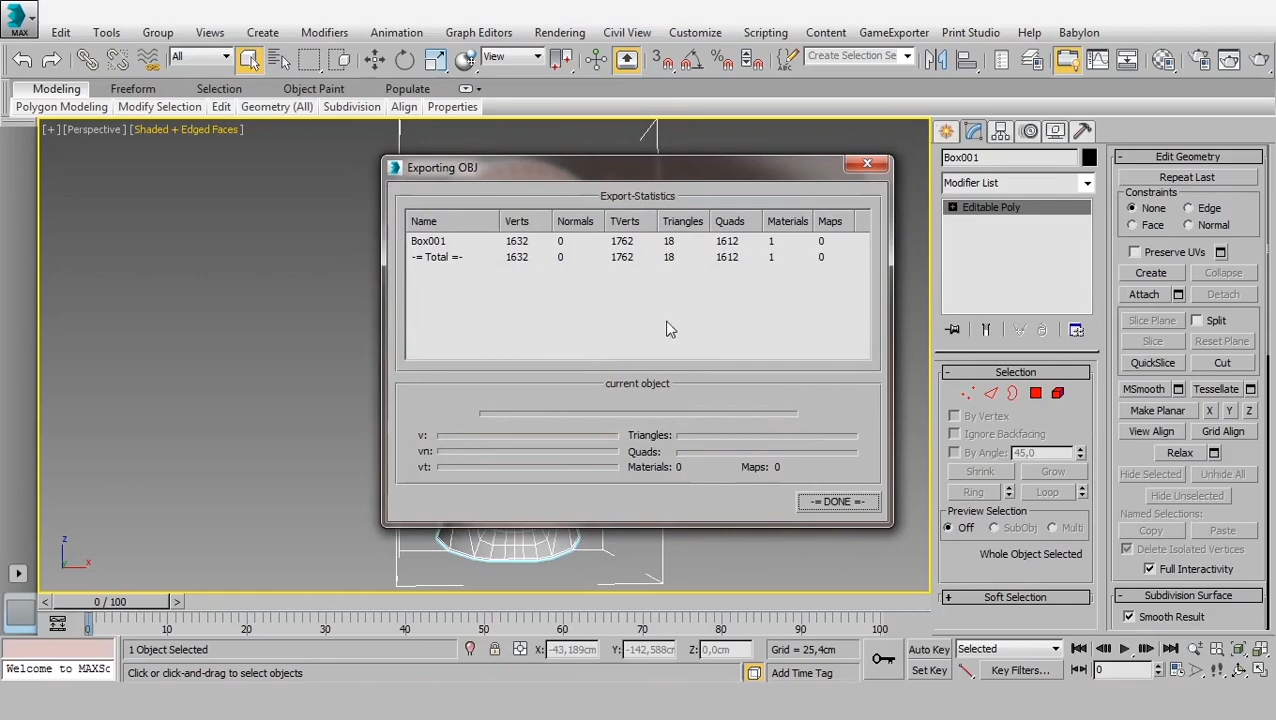 MAX
Edit Tools Group Views Create Modifiers Animation Graph Editors Rendering Civil View Customize Scripting Content GameExporter Print Studio Help Babylon
All View Create Selection Se
Modeling Freeform Selection Object Paint Populate
Polygon Modeling Modify Selection Edit Geometry (All) Subdivision Align Properties
[+] [Perspective] [Shaded + Edged Faces]
Exporting OBJ
Export-Statistics
Name Verts Normals TVerts Triangles Quads Materials Maps
Box001 1632 0 1762 18 1612 1 0
-= Total =- 1632 0 1762 18 1612 1 0
current object
v: Triangles:
vn: Quads:
vt: Materials: 0 Maps: 0
-= DONE =-
z
x
Box001
Modifier List
Editable Poly
- Selection
By Vertex
Ignore Backfacing
By Angle: 45,0
Shrink Grow
Ring Loop
Preview Selection
Off SubObj Multi
Whole Object Selected
+ Soft Selection
- Edit Geometry
Repeat Last
Constraints
None Edge
Face Normal
Preserve UVs
Create Collapse
Attach Detach
Slice Plane Split
Slice Reset Plane
QuickSlice Cut
MSmooth Tessellate
Make Planar X Y Z
View Align Grid Align
Relax
Hide Selected Unhide All
Hide Unselected
Named Selections:
Copy Paste
Delete Isolated Vertices
Full Interactivity
- Subdivision Surface
Smooth Result
< 0 / 100 >
0 10 20 30 40 50 60 70 80 90 100
1 Object Selected X: -43,189cm Y: -142,588cm Z: 0,0cm Grid = 25,4cm Auto Key Selected
Welcome to MAXSc Click or click-and-drag to select objects Add Time Tag Set Key Key Filters... 0